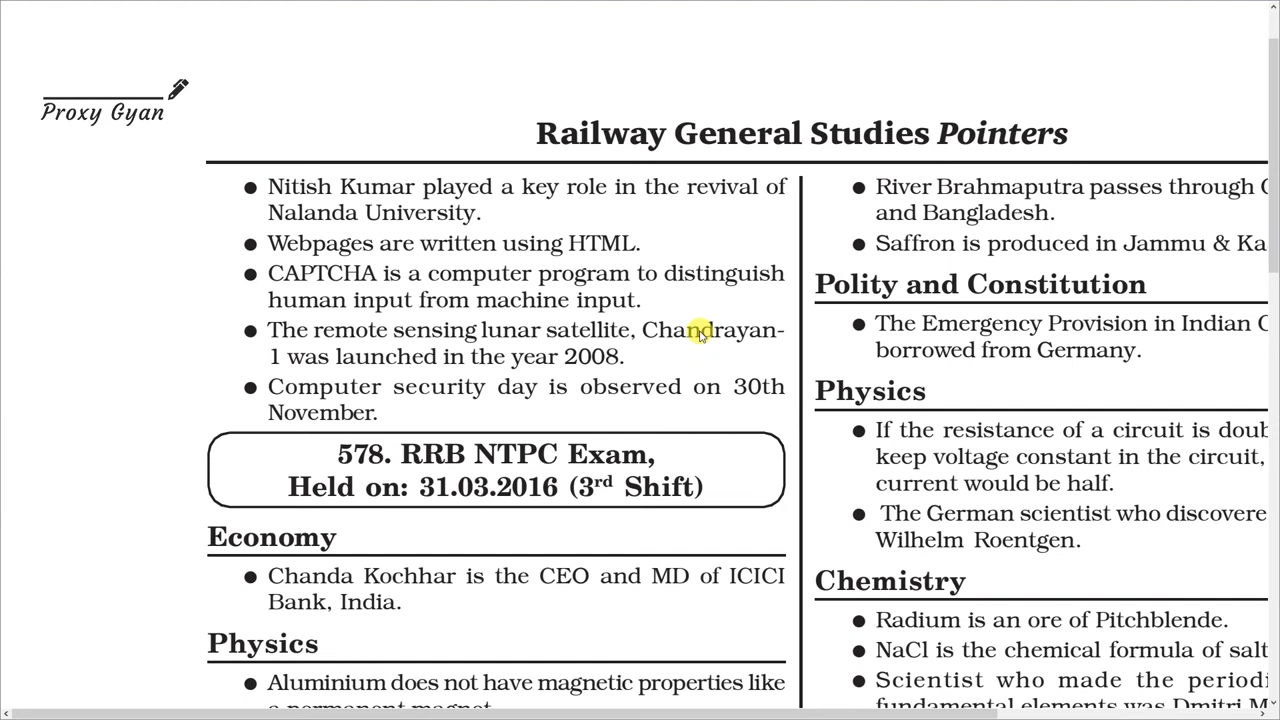 Proxy Gyan
Railway General Studies Pointers
● Nitish Kumar played a key role in the revival of
Nalanda University.
● Webpages are written using HTML.
● CAPTCHA is a computer program to distinguish
human input from machine input.
● The remote sensing lunar satellite, Chandrayan-
1 was launched in the year 2008.
● Computer security day is observed on 30th
November.
578. RRB NTPC Exam,
Held on: 31.03.2016 (3rd Shift)
Economy
● Chanda Kochhar is the CEO and MD of ICICI
Bank, India.
Physics
● Aluminium does not have magnetic properties like
a permanent magnet.
● River Brahmaputra passes through
and Bangladesh.
● Saffron is produced in Jammu &
Polity and Constitution
● The Emergency Provision in Indian
borrowed from Germany.
Physics
● If the resistance of a circuit is
keep voltage constant in the circuit,
current would be half.
● The German scientist who
Wilhelm Roentgen.
Chemistry
● Radium is an ore of Pitchblende.
● NaCl is the chemical formula of salt
● Scientist who made the
fundamental elements was Dmitri